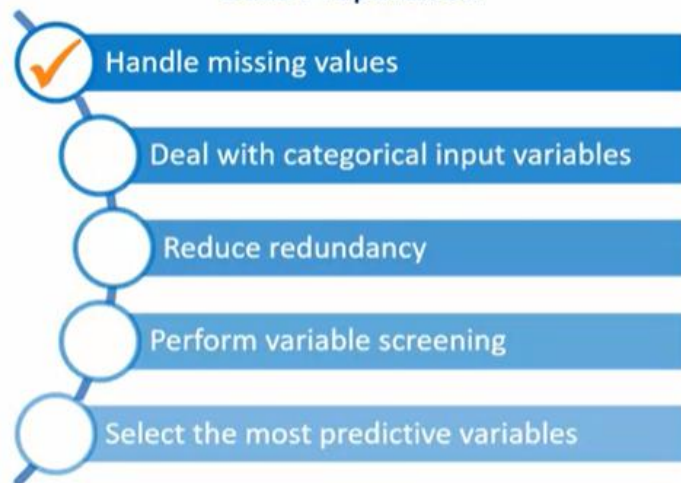 Handle missing values
Deal with categorical input variables
Reduce redundancy
Perform variable screening
Select the most predictive variables